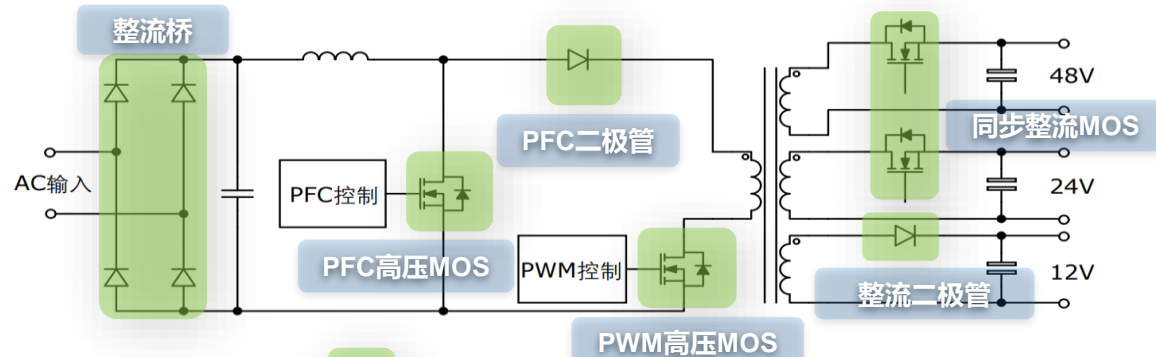 整流桥
48V
PFC二极管
同步整流MOS
AC输入
PFC控制
24V
PFC高压MOS
PWM控制
12V
整流二极管
PWM高压MOS